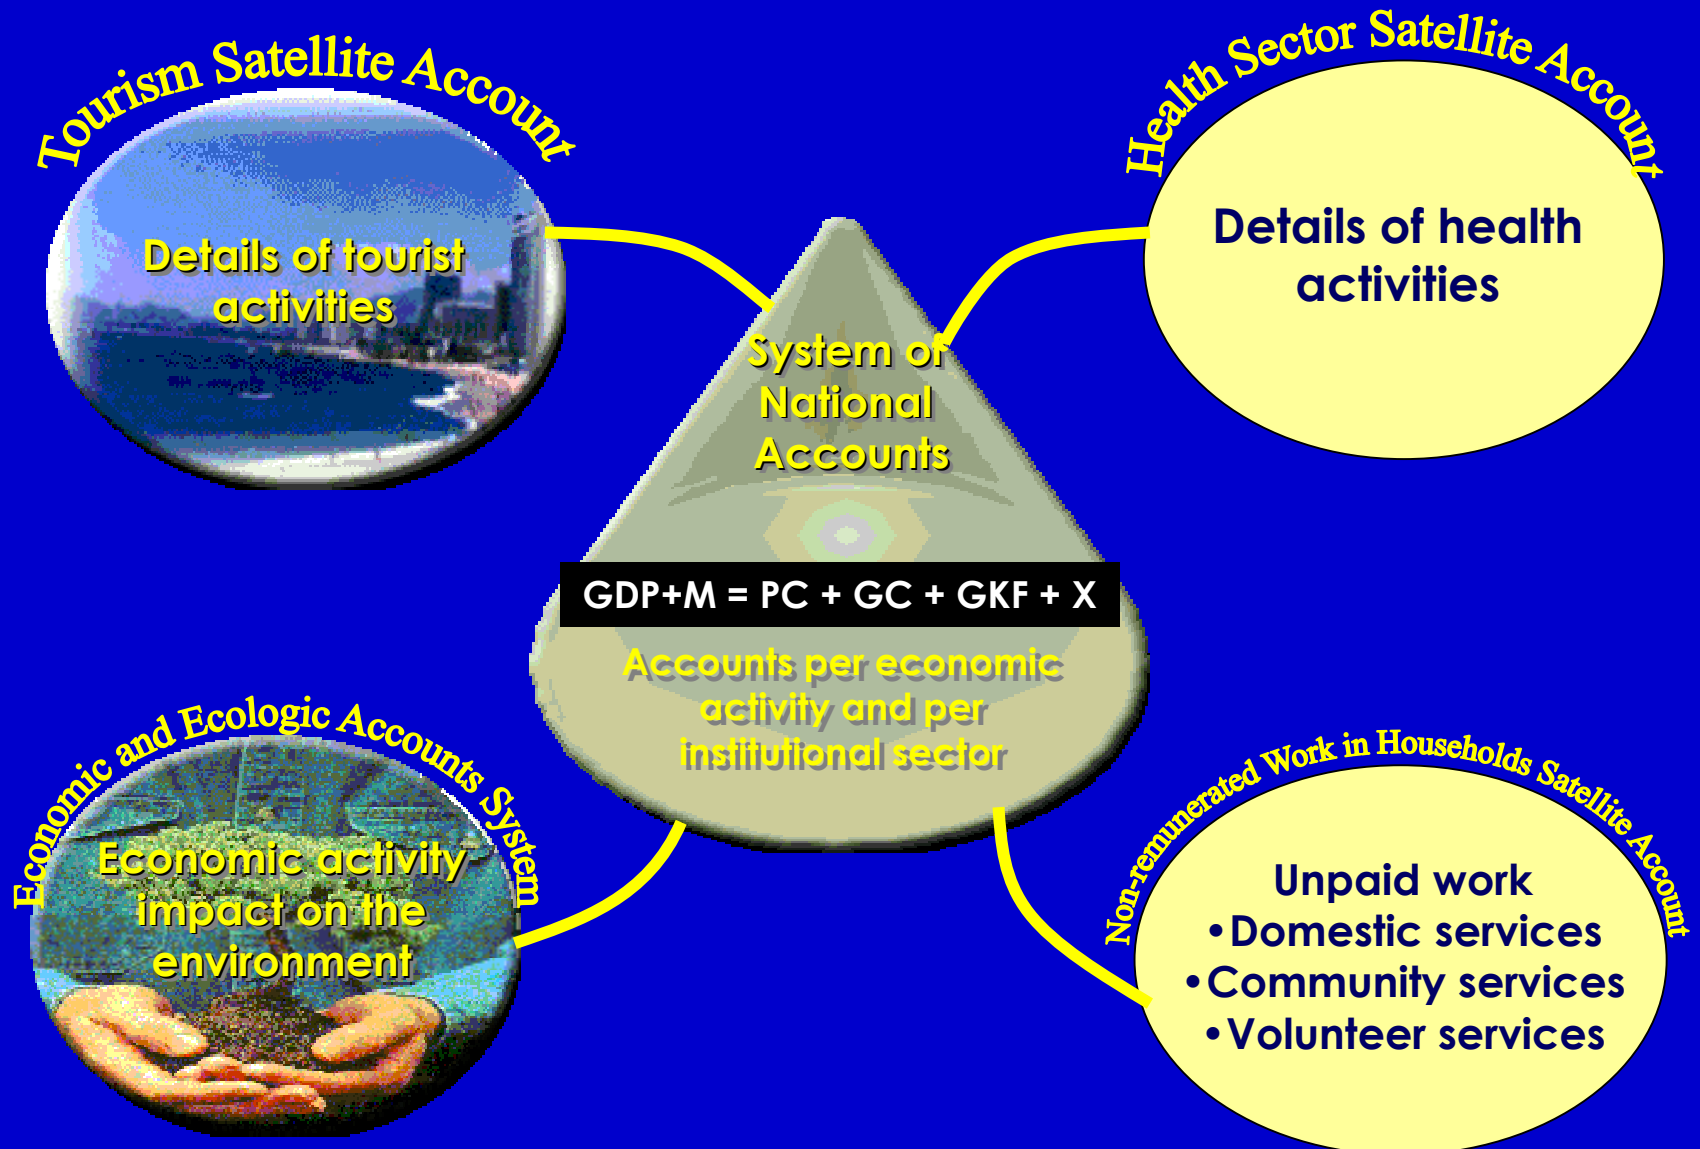 Tourism Satellite Account
Details of tourist
activities
Health Sector Satellite Account
Details of health
activities
System of
National
Accounts
GDP+M = PC + GC + GKF + X
Accounts per economic
activity and per
institutional sector
Economic and Ecologic Accounts System
Economic activity
impact on the
environment
Non-remunerated Work in Households Satellite Account
Unpaid work
•Domestic services
•Community services
•Volunteer services